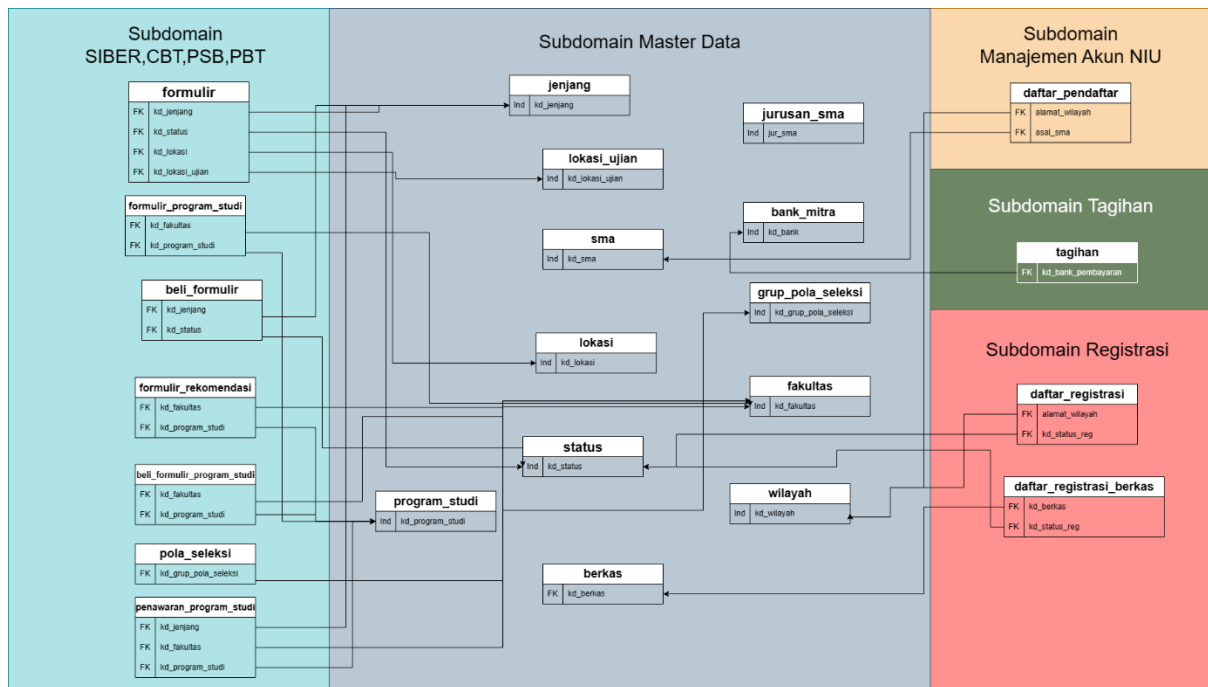 Subdomain
SIBER,CBT,PSB,PBT
formulir
FK kd_jenjang
FK kd_status
FK kd_lokasi
FK kd_lokasi_ujian
formulir_program_studi
FK kd_fakultas
FK kd_program_studi
beli_formulir
FK kd_jenjang
FK kd_status
formulir_rekomendasi
FK kd_fakultas
FK kd_program_studi
beli_formulir_program_studi
FK kd_fakultas
FK kd_program_studi
pola_seleksi
FK kd_grup_pola_seleksi
penawaran_program_studi
FK kd_jenjang
FK kd_fakultas
FK kd_program_studi
Subdomain Master Data
jenjang
Ind kd_jenjang
jurusan_sma
Ind jur_sma
lokasi_ujian
Ind kd_lokasi_ujian
bank_mitra
Ind kd_bank
sma
Ind kd_sma
grup_pola_seleksi
Ind kd_grup_pola_seleksi
lokasi
Ind kd_lokasi
fakultas
Ind kd_fakultas
status
Ind kd_status
program_studi
Ind kd_program_studi
wilayah
Ind kd_wilayah
berkas
FK kd_berkas
Subdomain
Manajemen Akun NIU
daftar_pendaftar
FK alamat_wilayah
FK asal_sma
Subdomain Tagihan
tagihan
FK kd_bank_pembayaran
Subdomain Registrasi
daftar_registrasi
FK alamat_wilayah
FK kd_status_reg
daftar_registrasi_berkas
FK kd_berkas
FK kd_status_reg